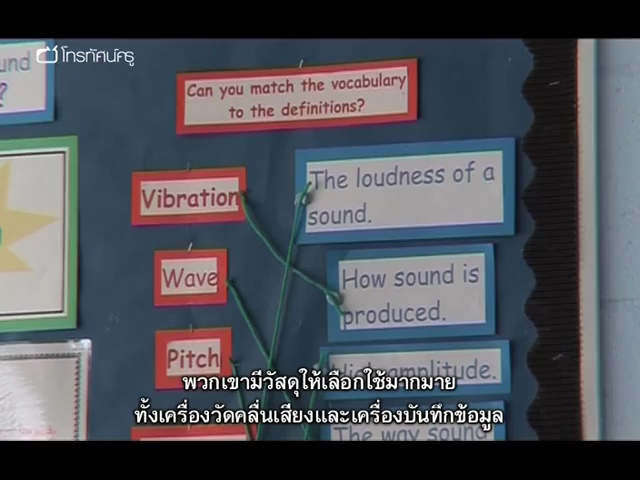 โทรทัศน์ครู
Can you match the vocabulary
to the definitions?
Vibration
The loudness of a
sound.
Wave
How sound is
produced.
Pitch
amplitude.
The way sound
พวกเขามีวัสดุให้เลือกใช้มากมาย
ทั้งเครื่องวัดคลื่นเสียงและเครื่องบันทึกข้อมูล